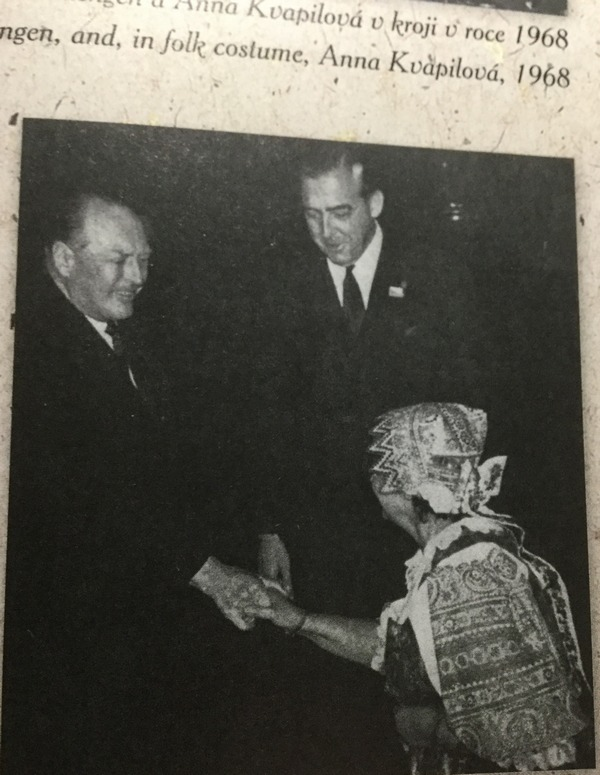 a Anna Kvapilová v kroji v roce 1968
ngen, and, in folk costume, Anna Kvapilová, 1968